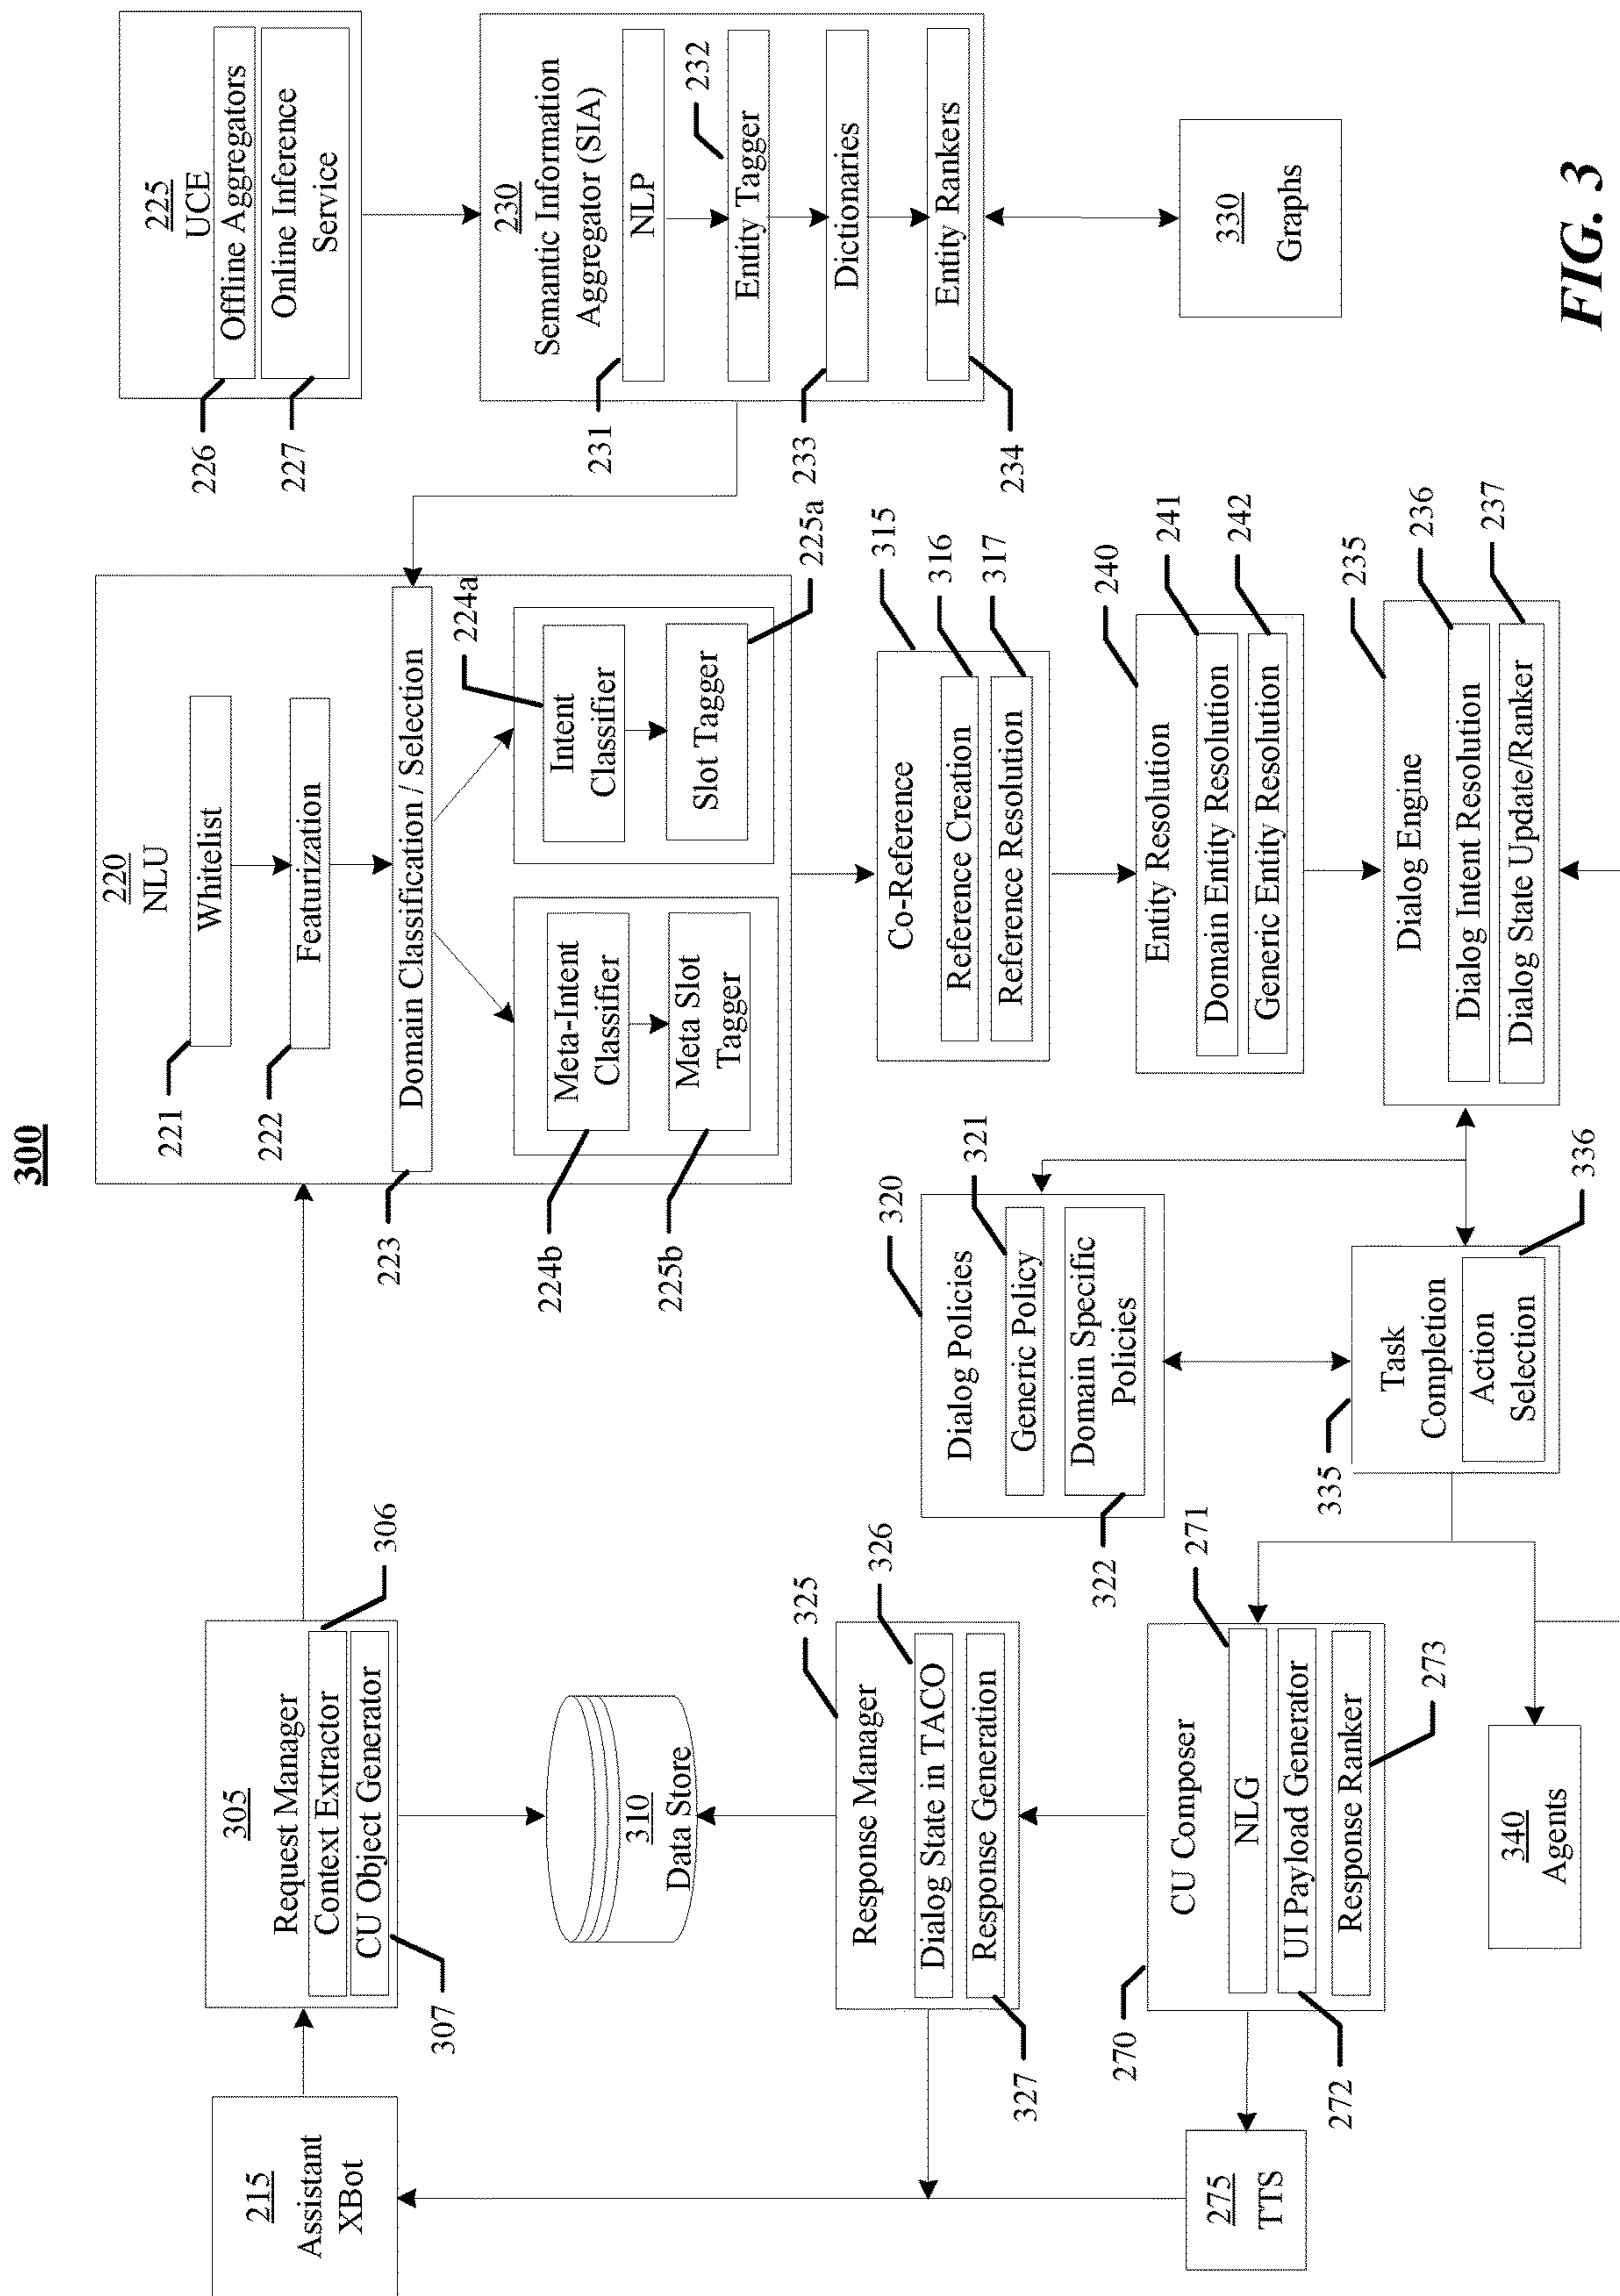 300
215
Assistant
XBot
305
Request Manager
Context Extractor
CU Object Generator
306
307
310
Data Store
220
NLU
Whitelist
221
Featurization
222
Domain Classification / Selection
223
Meta-Intent
Classifier
224b
Meta Slot
Tagger
225b
Intent
Classifier
224a
Slot Tagger
225a
225
UCE
Offline Aggregators
226
Online Inference
Service
227
230
Semantic Information
Aggregator (SIA)
NLP
231
Entity Tagger
232
Dictionaries
233
Entity Rankers
234
330
Graphs
315
Co-Reference
Reference Creation
316
Reference Resolution
317
240
Entity Resolution
Domain Entity Resolution
241
Generic Entity Resolution
242
235
Dialog Engine
Dialog Intent Resolution
236
Dialog State Update/Ranker
237
320
Dialog Policies
Generic Policy
321
Domain Specific
Policies
322
335
Task
Completion
Action
Selection
336
325
Response Manager
Dialog State in TACO
326
Response Generation
327
270
CU Composer
NLG
271
UI Payload Generator
272
Response Ranker
273
275
TTS
340
Agents
FIG. 3